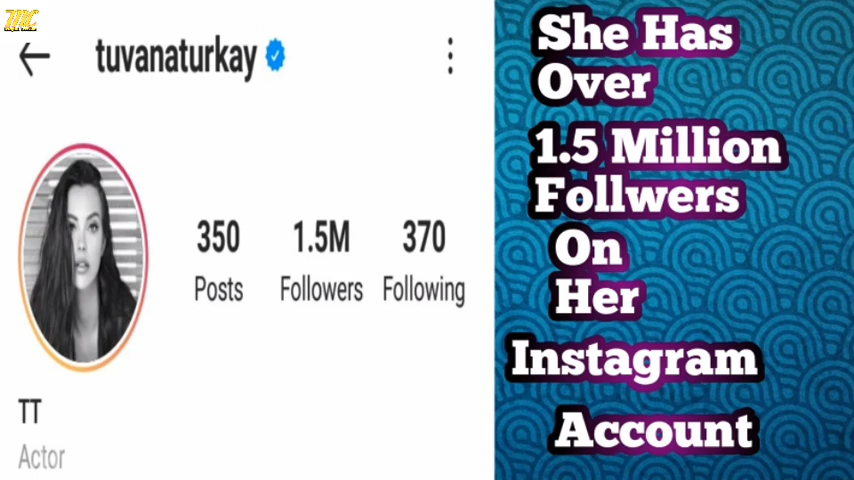 MC
tuvanaturkay
350 1.5M 370
Posts Followers Following
TT
Actor
She Has
Over
1.5 Million
Follwers
On
Her
Instagram
Account